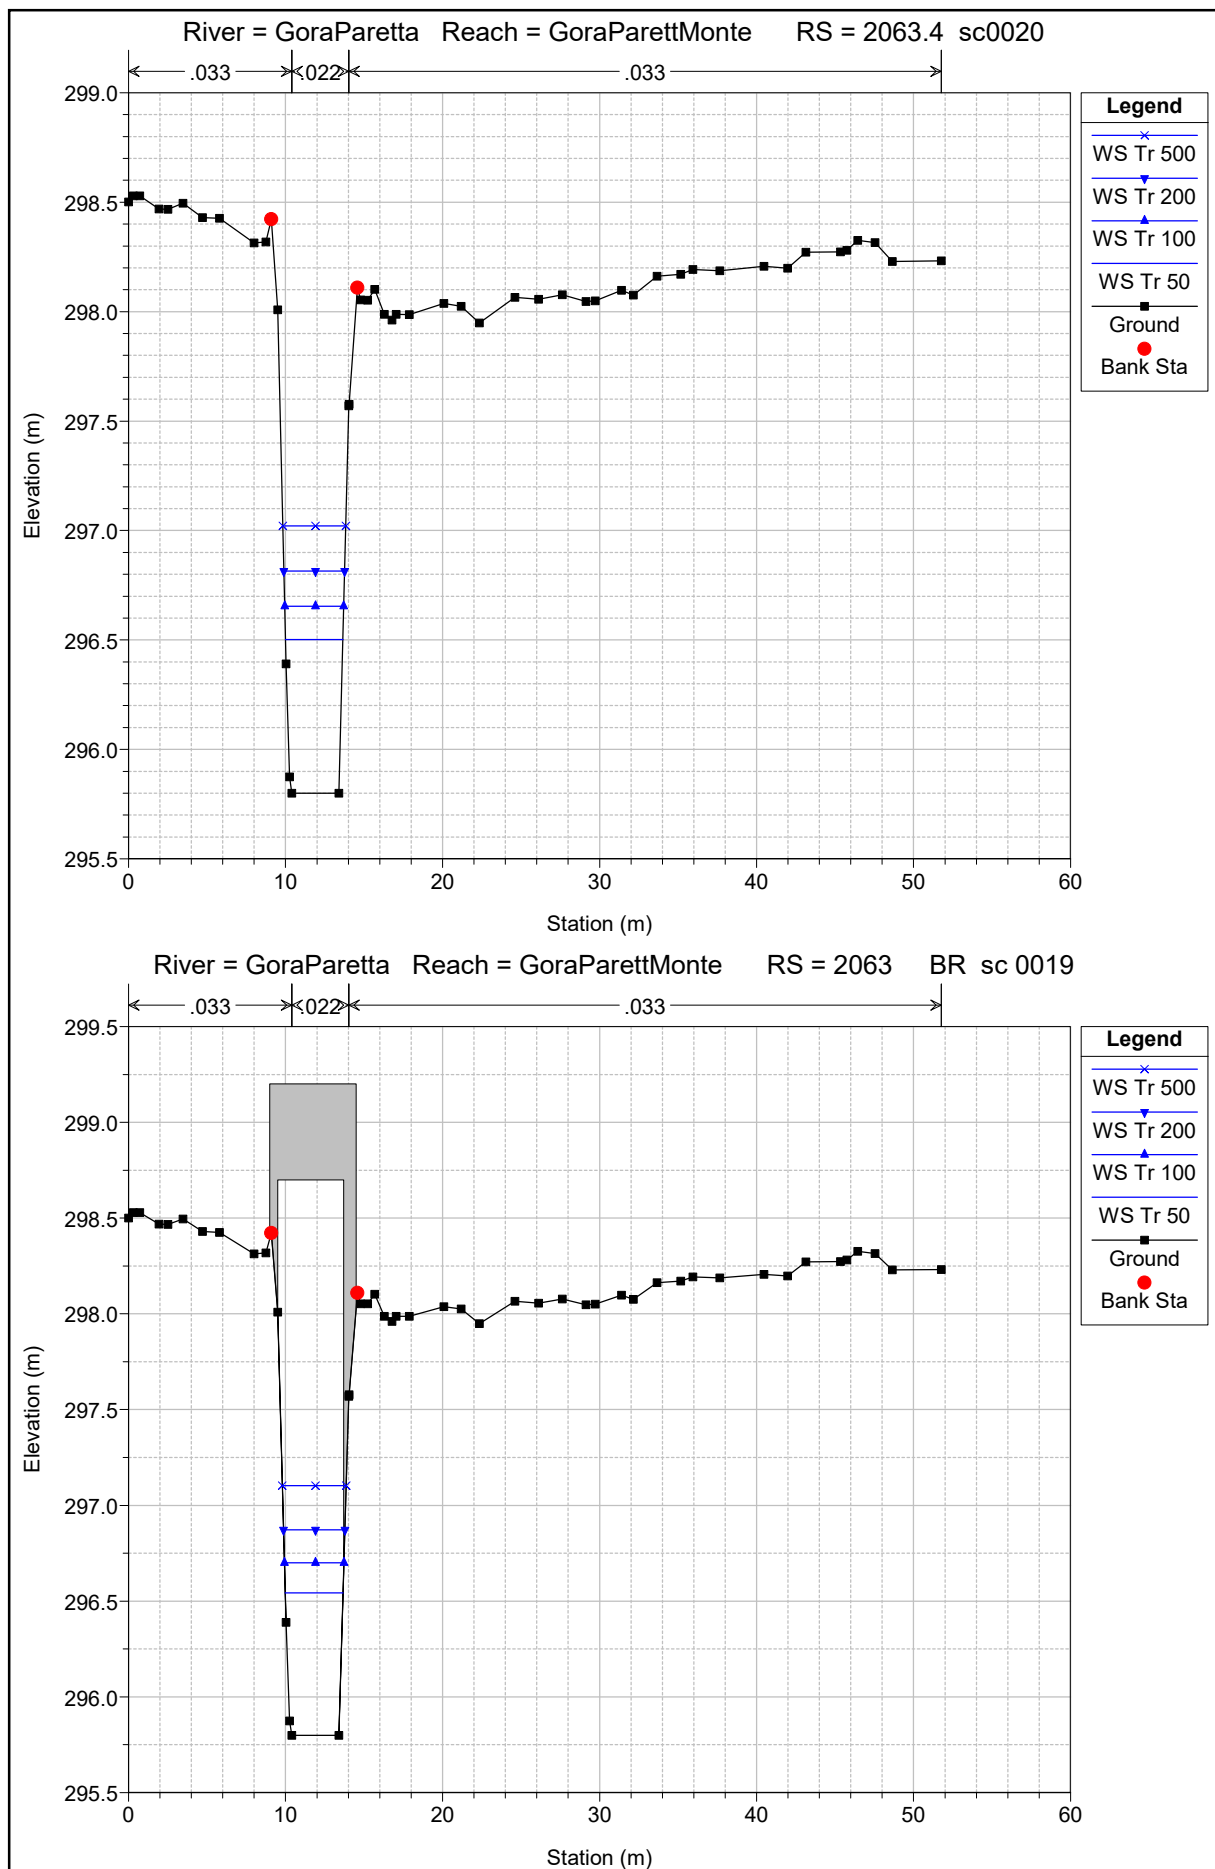 River = GoraParetta Reach = GoraParettMonte RS = 2063.4 sc0020
.033 .022 .033
299.0
298.5
298.0
297.5
297.0
296.5
296.0
295.5
Elevation (m)
0 10 20 30 40 50 60
Station (m)
Legend
WS Tr 500
WS Tr 200
WS Tr 100
WS Tr 50
Ground
Bank Sta
River = GoraParetta Reach = GoraParettMonte RS = 2063 BR sc 0019
.033 .022 .033
299.5
299.0
298.5
298.0
297.5
297.0
296.5
296.0
295.5
Elevation (m)
0 10 20 30 40 50 60
Station (m)
Legend
WS Tr 500
WS Tr 200
WS Tr 100
WS Tr 50
Ground
Bank Sta